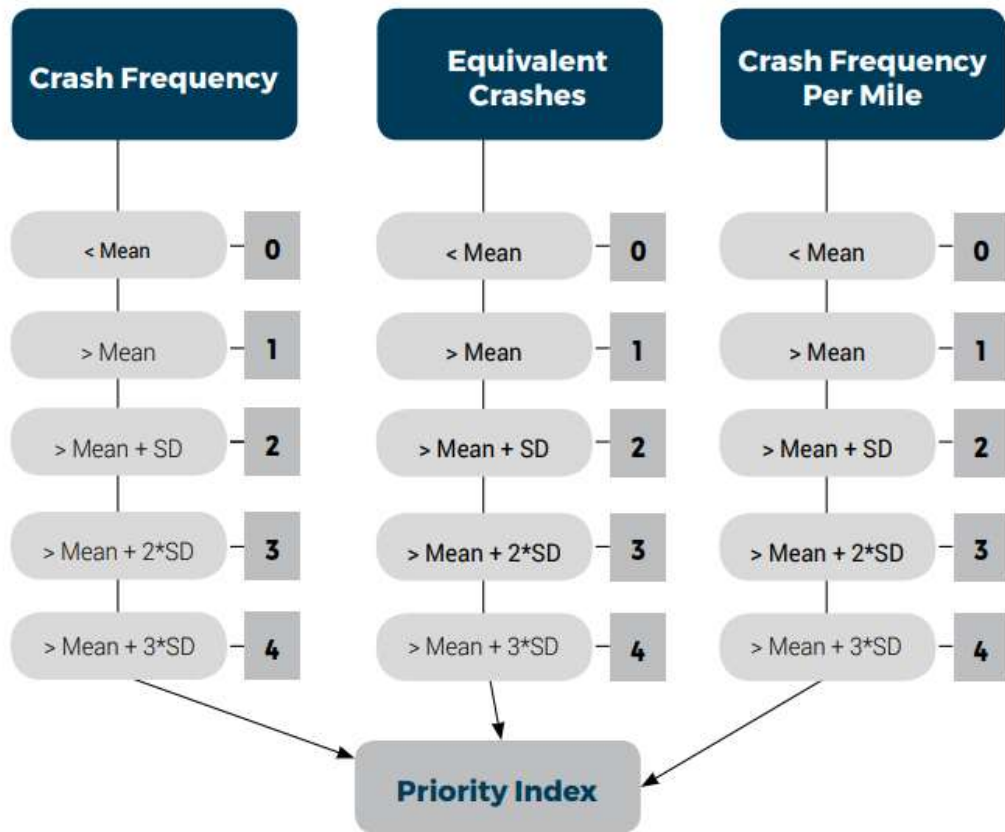 Crash Frequency
< Mean
0
> Mean
1
> Mean + SD
2
> Mean + 2*SD
3
> Mean + 3*SD
4
Equivalent
Crashes
< Mean
0
> Mean
1
> Mean + SD
2
> Mean + 2*SD
3
> Mean + 3*SD
4
Crash Frequency
Per Mile
< Mean
0
> Mean
1
> Mean + SD
2
> Mean + 2*SD
3
> Mean + 3*SD
4
Priority Index